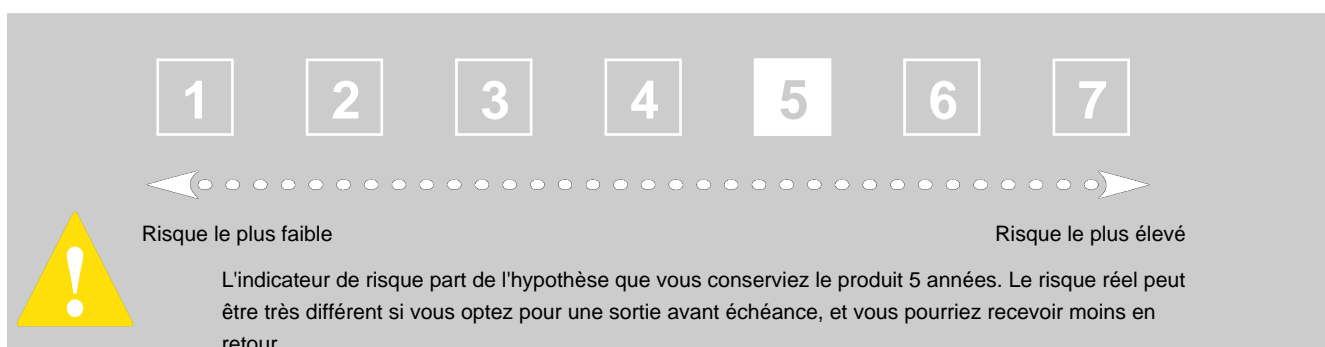 1 2 3 4 5 6 7
Risque le plus faible Risque le plus élevé
!
L'indicateur de risque part de l'hypothèse que vous conserviez le produit 5 années. Le risque réel peut
être très différent si vous optez pour une sortie avant échéance, et vous pourriez recevoir moins en
retour